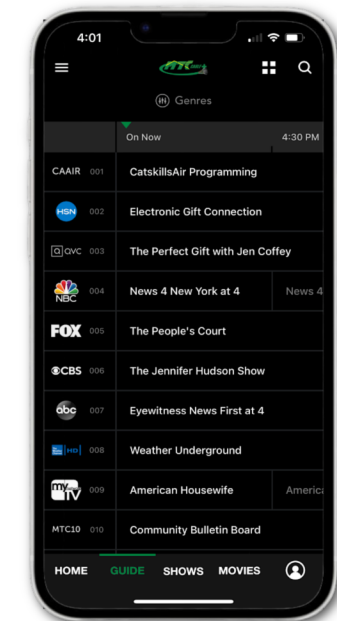 4:01
MTC
Genres
On Now 4:30 PM
CAAIR 001 CatskillsAir Programming
HSN 002 Electronic Gift Connection
QVC 003 The Perfect Gift with Jen Coffey
NBC 004 News 4 New York at 4 News 4
FOX 005 The People's Court
CBS 006 The Jennifer Hudson Show
abc 007 Eyewitness News First at 4
HD 008 Weather Underground
my TV 009 American Housewife America
MTC10 010 Community Bulletin Board
HOME GUIDE SHOWS MOVIES